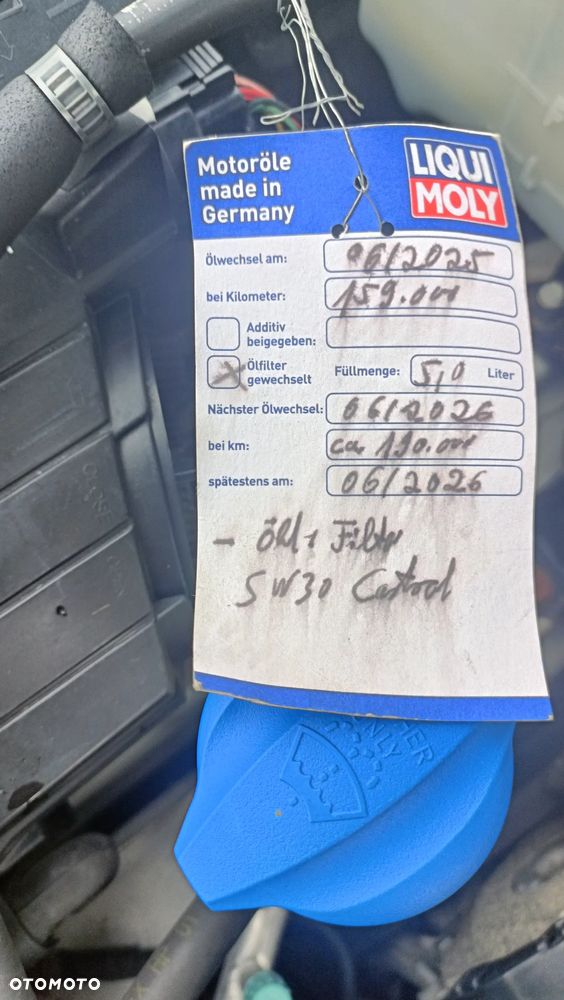 Motoröle
made in
Germany
LIQUI
MOLY
Ölwechsel am: 06/2025
bei Kilometer: 159.000
Additiv
beigegeben:
Ölfilter
gewechselt
Füllmenge: 5,0 Liter
Nächster Ölwechsel: 06/2026
bei km: ca. 190.000
spätestens am: 06/2026
- Öl + Filter
5W30 Castrol
ONLY
OTOMOTO